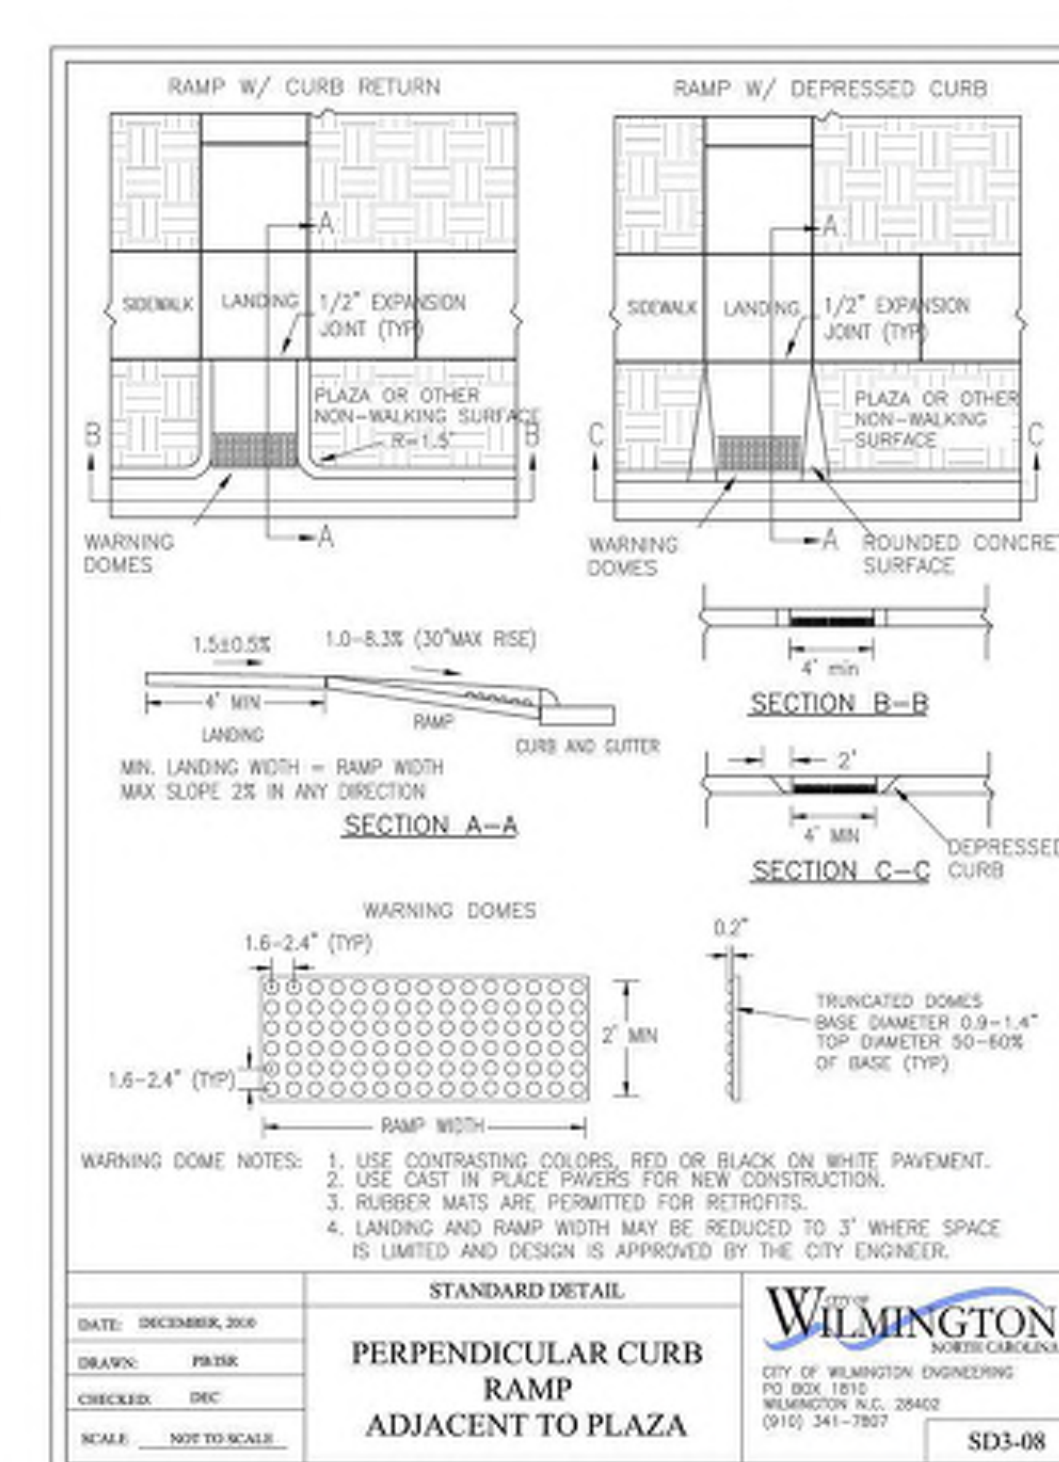 RAMP W/ CURB RETURN
RAMP W/ DEPRESSED CURB
A
A
SIDEWALK
LANDING
1/2" EXPANSION
JOINT (TYP)
SIDEWALK
LANDING
1/2" EXPANSION
JOINT (TYP)
PLAZA OR OTHER
NON-WALKING SURFACE
R=1.5'
B
B
PLAZA OR OTHER
NON-WALKING
SURFACE
C
C
WARNING
DOMES
A
WARNING
DOMES
A
ROUNDED CONCRET
SURFACE
1.5±0.5%
1.0-8.3% (30"MAX RISE)
4' MIN
LANDING
RAMP
CURB AND GUTTER
MIN. LANDING WIDTH = RAMP WIDTH
MAX SLOPE 2% IN ANY DIRECTION
SECTION A-A
4' min
SECTION B-B
2'
4' MIN
DEPRESSED
CURB
SECTION C-C
WARNING DOMES
1.6-2.4" (TYP)
1.6-2.4" (TYP)
2' MIN
RAMP WIDTH
0.2"
TRUNCATED DOMES
BASE DIAMETER 0.9-1.4"
TOP DIAMETER 50-60%
OF BASE (TYP)
WARNING DOME NOTES: 1. USE CONTRASTING COLORS, RED OR BLACK ON WHITE PAVEMENT.
2. USE CAST IN PLACE PAVERS FOR NEW CONSTRUCTION.
3. RUBBER MATS ARE PERMITTED FOR RETROFITS.
4. LANDING AND RAMP WIDTH MAY BE REDUCED TO 3' WHERE SPACE
IS LIMITED AND DESIGN IS APPROVED BY THE CITY ENGINEER.
STANDARD DETAIL
DATE: DECEMBER, 2010
DRAWN:
CHECKED: DEC
SCALE NOT TO SCALE
PERPENDICULAR CURB
RAMP
ADJACENT TO PLAZA
CITY OF
WILMINGTON
NORTH CAROLINA
CITY OF WILMINGTON ENGINEERING
PO BOX 1810
WILMINGTON N.C. 28402
(910) 341-7807
SD3-08